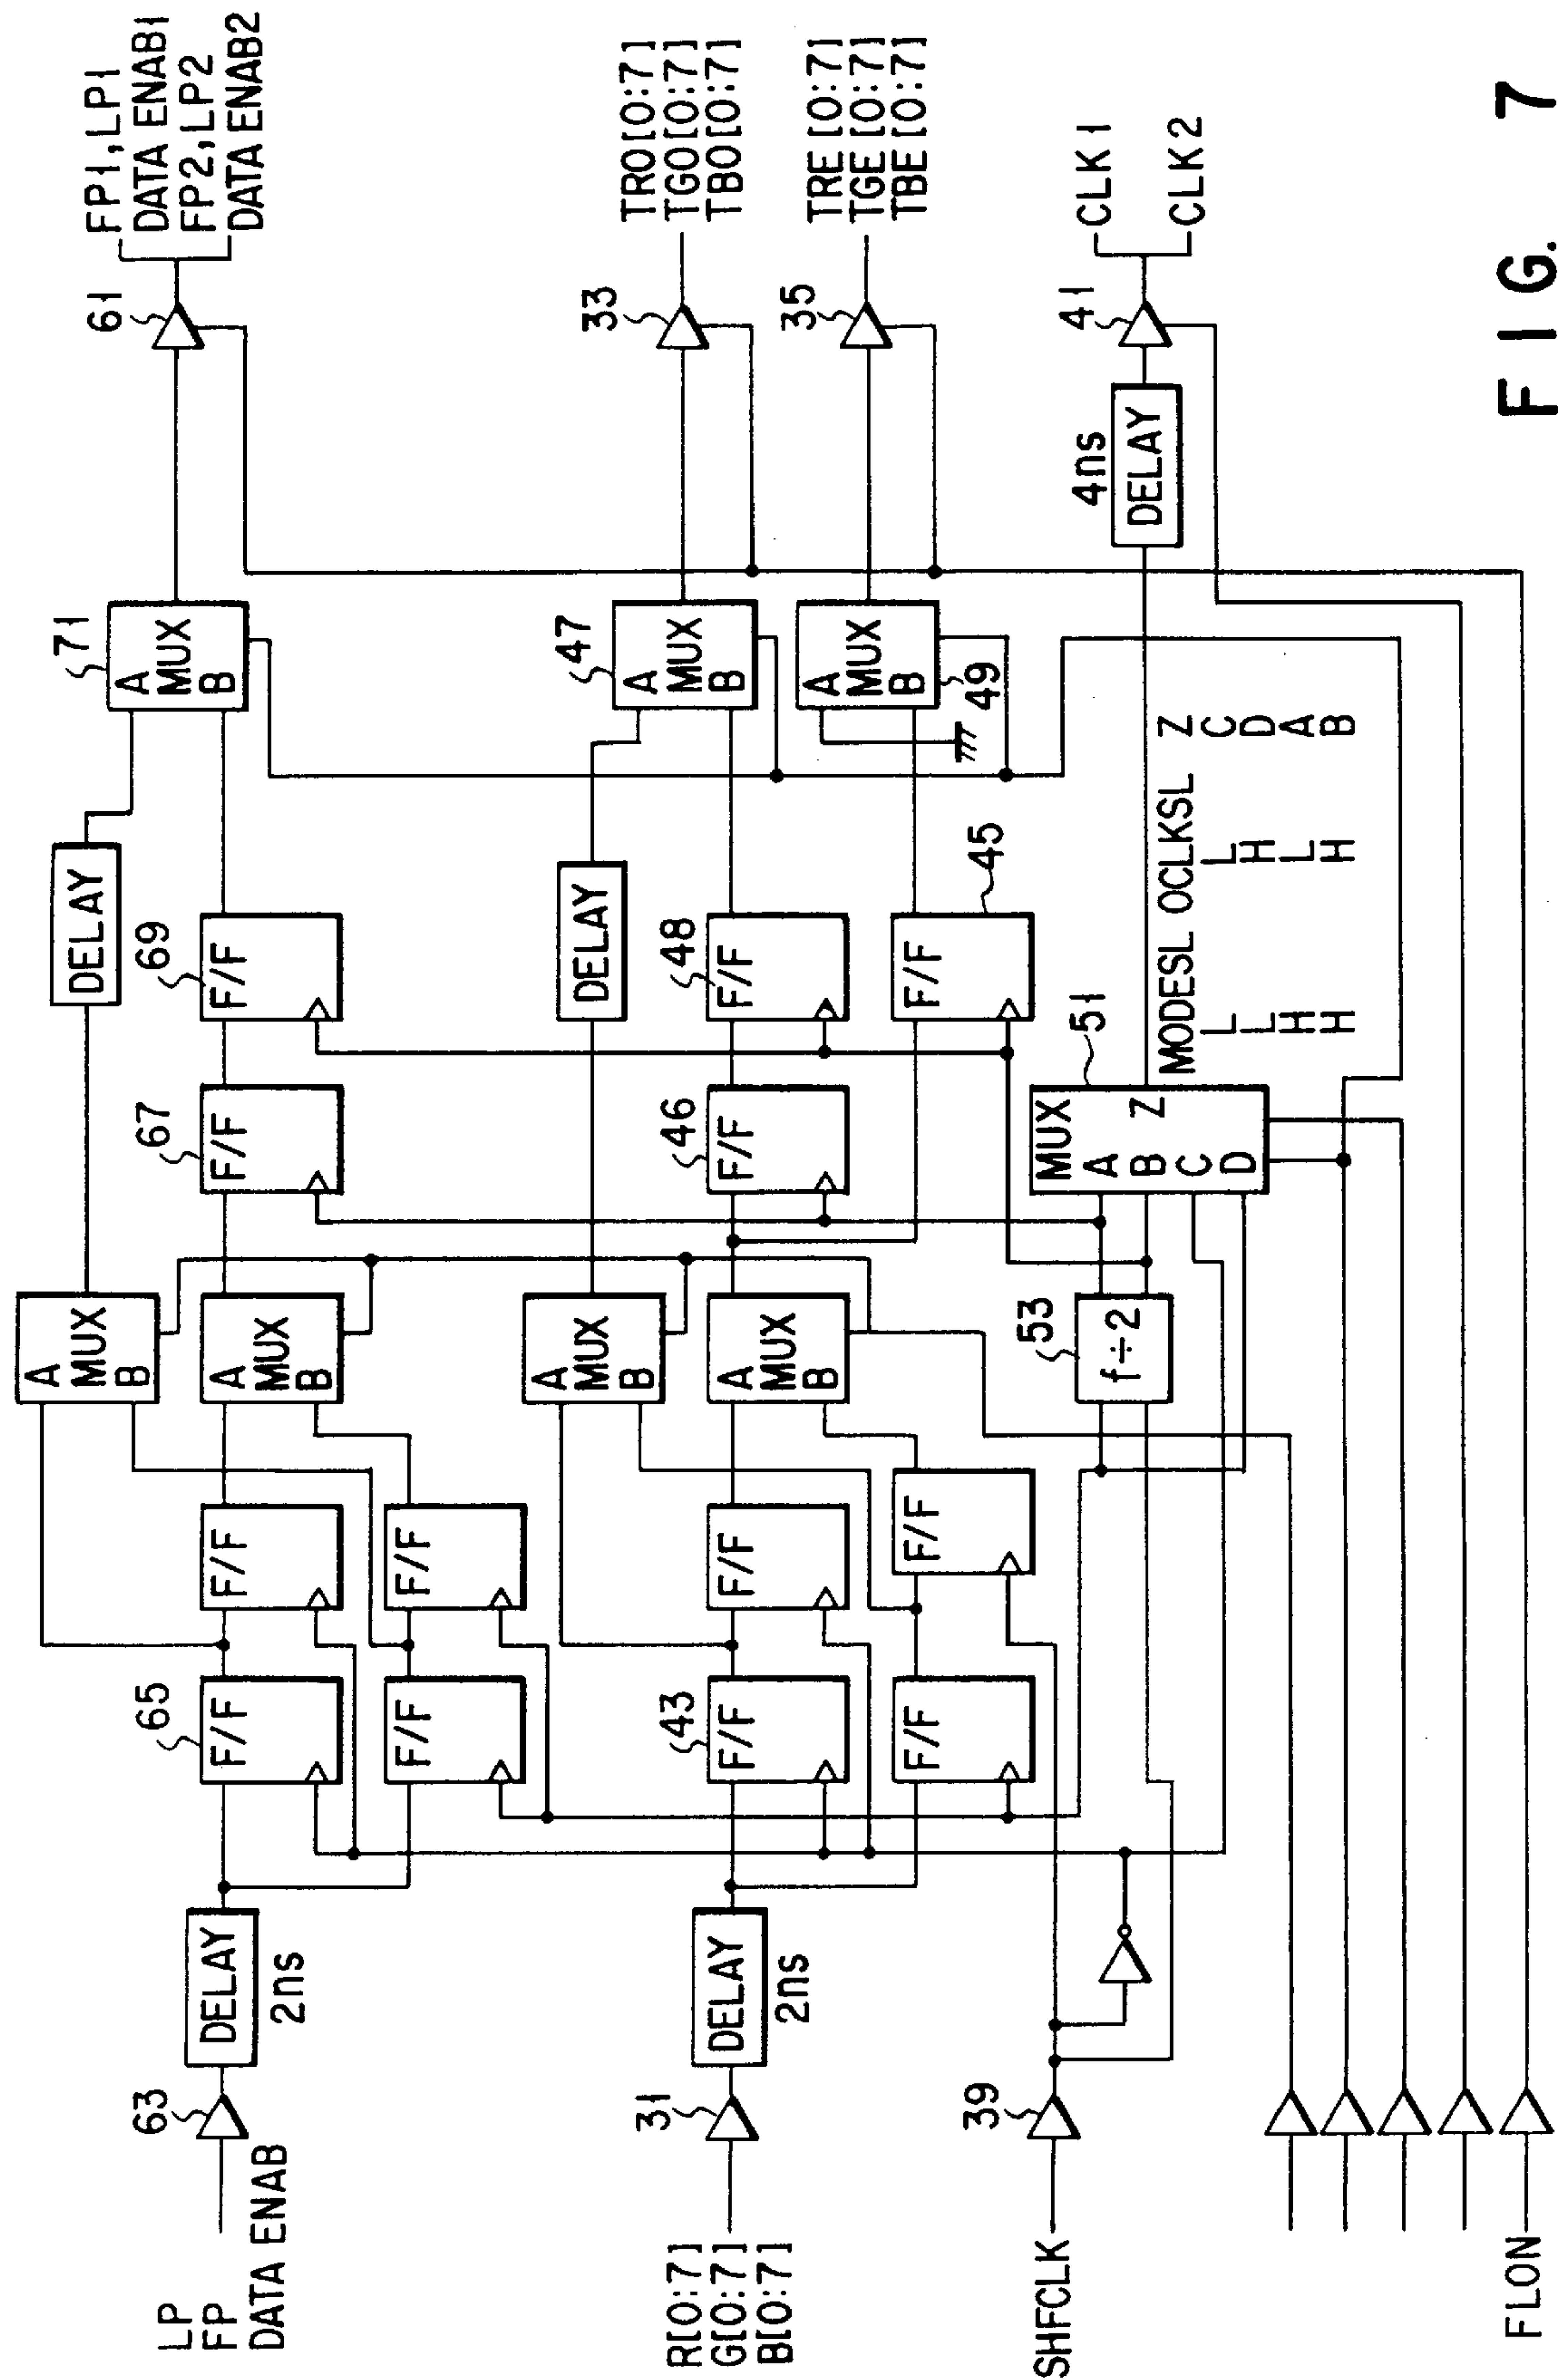 LP
FP
DATA ENAB
63
DELAY
2ns
65
F/F
F/F
F/F
F/F
A
MUX
B
A
MUX
B
67
F/F
69
F/F
DELAY
71
A
MUX
B
61
FP1,LP1
DATA ENAB1
FP2,LP2
DATA ENAB2
R[0:7]
G[0:7]
B[0:7]
31
DELAY
2ns
43
F/F
F/F
F/F
F/F
A
MUX
B
A
MUX
B
46
F/F
48
F/F
45
F/F
DELAY
47
A
MUX
B
A
MUX
B
49
33
TRO[0:7]
TGO[0:7]
TBO[0:7]
35
TRE[0:7]
TGE[0:7]
TBE[0:7]
SHFCLK
39
53
f÷2
51
MUX
A
B Z
C
D
MODESL OCLKSL Z
L L C
L H D
H L A
H H B
4ns
DELAY
41
CLK1
CLK2
FLON
FIG. 7